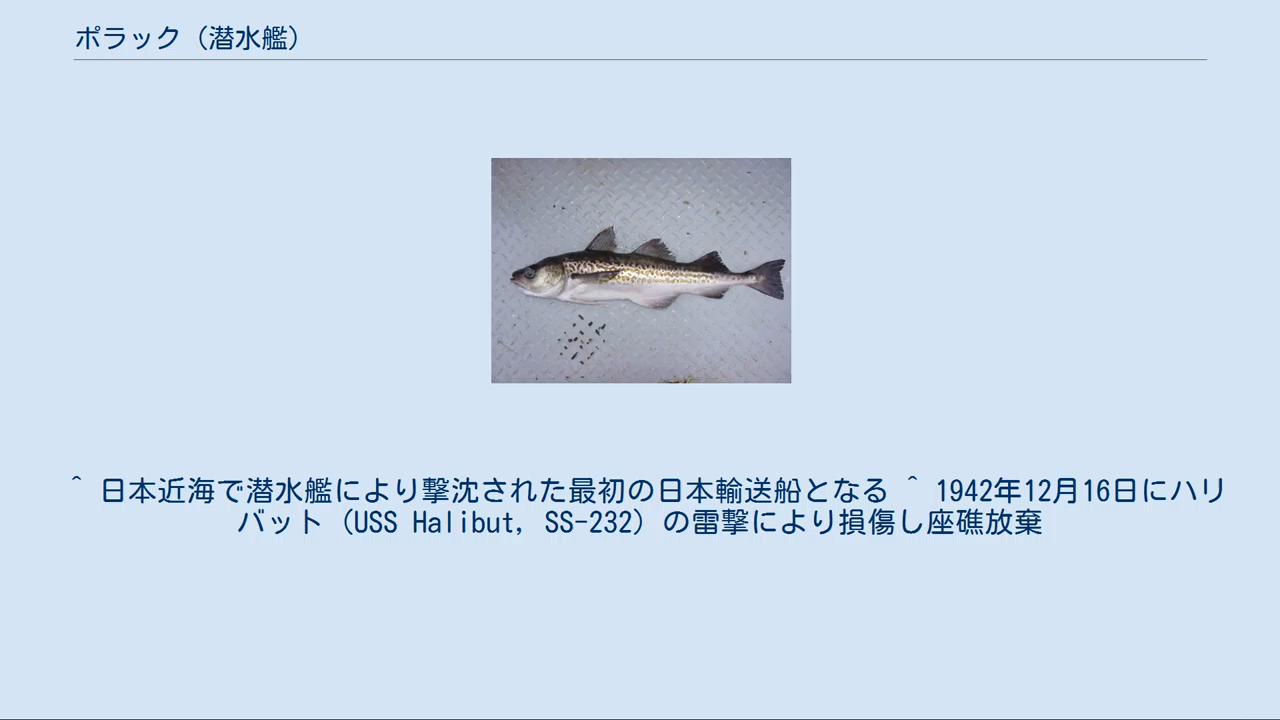 ポラック（潜水艦）
^ 日本近海で潜水艦により撃沈された最初の日本輸送船となる ^ 1942年12月16日にハリ
バット（USS Halibut, SS-232）の雷撃により損傷し座礁放棄